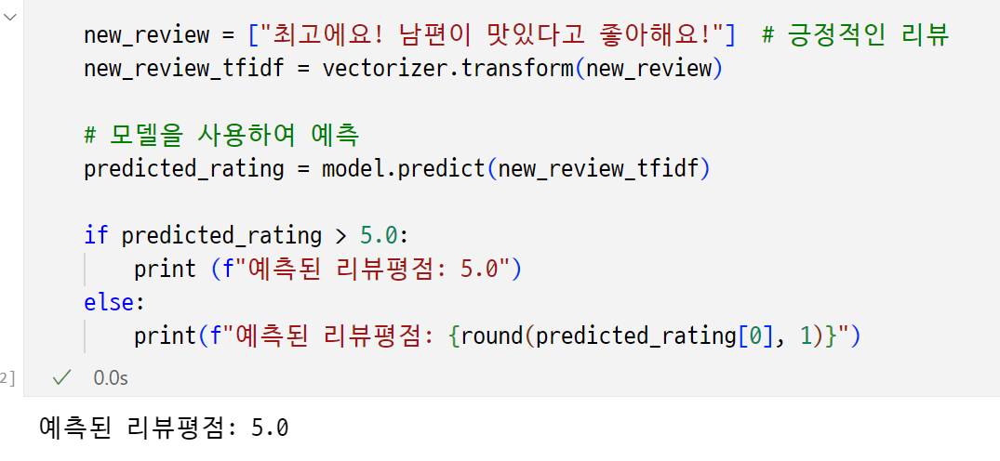 new_review = ["최고에요! 남편이 맛있다고 좋아해요!"]  # 긍정적인 리뷰
new_review_tfidf = vectorizer.transform(new_review)
# 모델을 사용하여 예측
predicted_rating = model.predict(new_review_tfidf)
if predicted_rating > 5.0:
print (f"예측된 리뷰평점: 5.0")
else:
print(f"예측된 리뷰평점: {round(predicted_rating[0], 1)}")
2] 0.0s
예측된 리뷰평점: 5.0